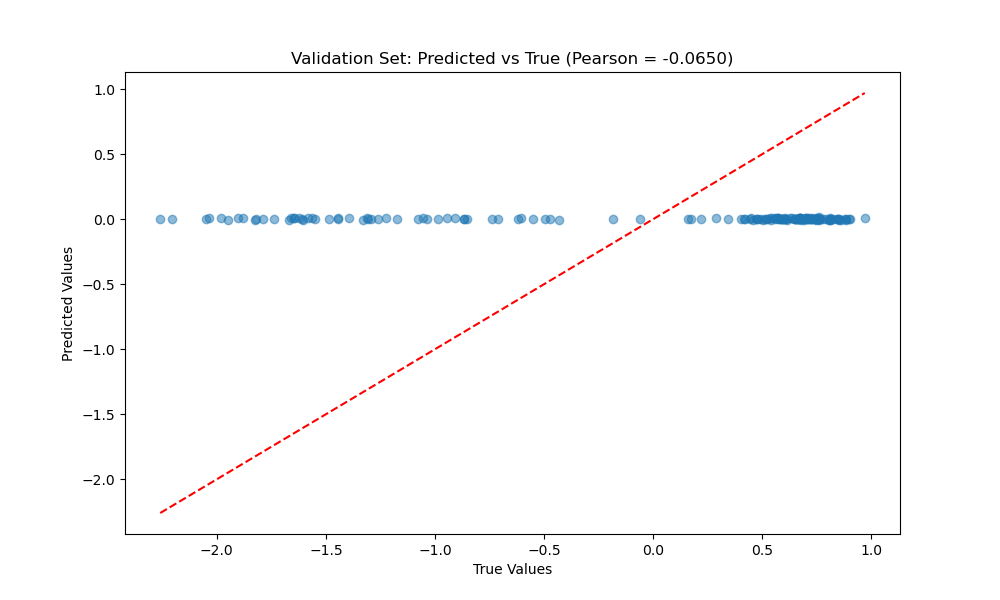 Validation Set: Predicted vs True (Pearson = -0.0650)
1.0
0.5
0.0
−0.5
−1.0
−1.5
−2.0
Predicted Values
−2.0 −1.5 −1.0 −0.5 0.0 0.5 1.0
True Values